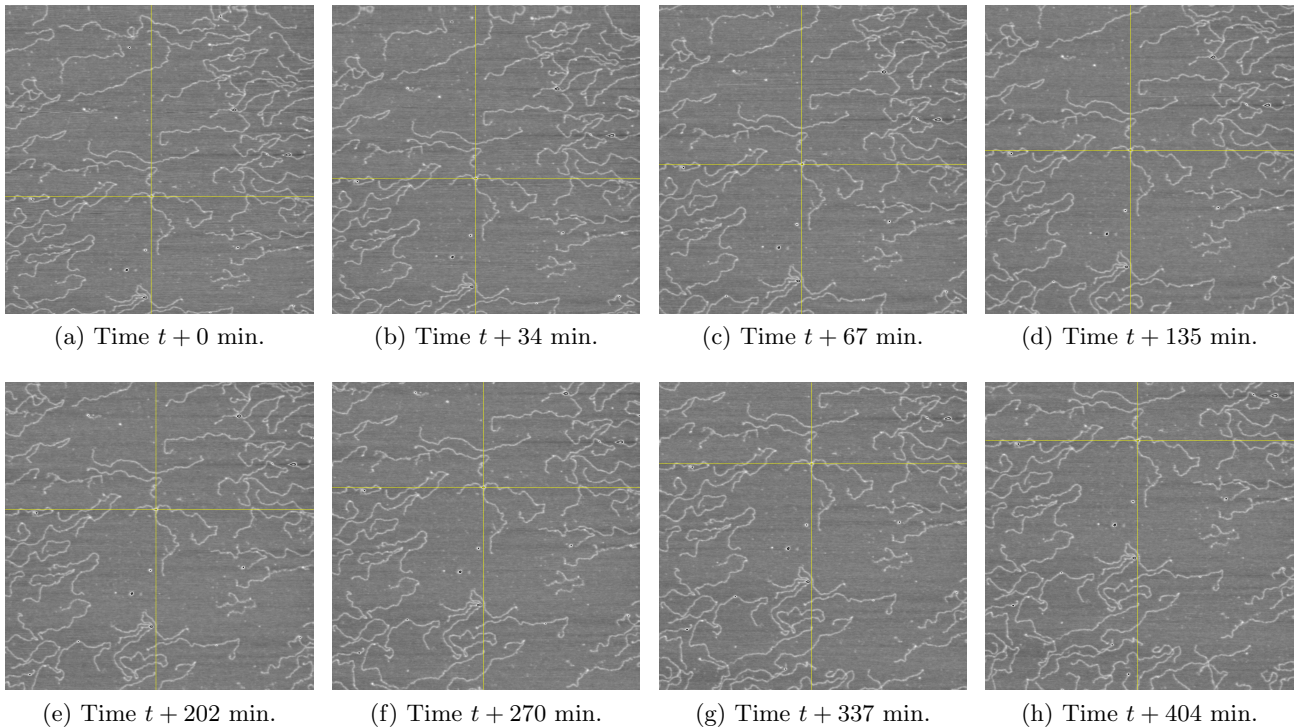 (a) Time t + 0 min.
(b) Time t + 34 min.
(c) Time t + 67 min.
(d) Time t + 135 min.
(e) Time t + 202 min.
(f) Time t + 270 min.
(g) Time t + 337 min.
(h) Time t + 404 min.